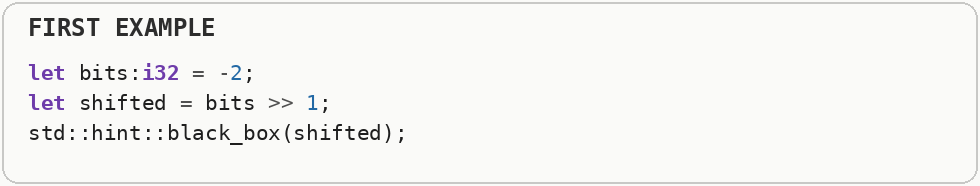 FIRST EXAMPLE
let bits:i32 = -2;
let shifted = bits >> 1;
std::hint::black_box(shifted);